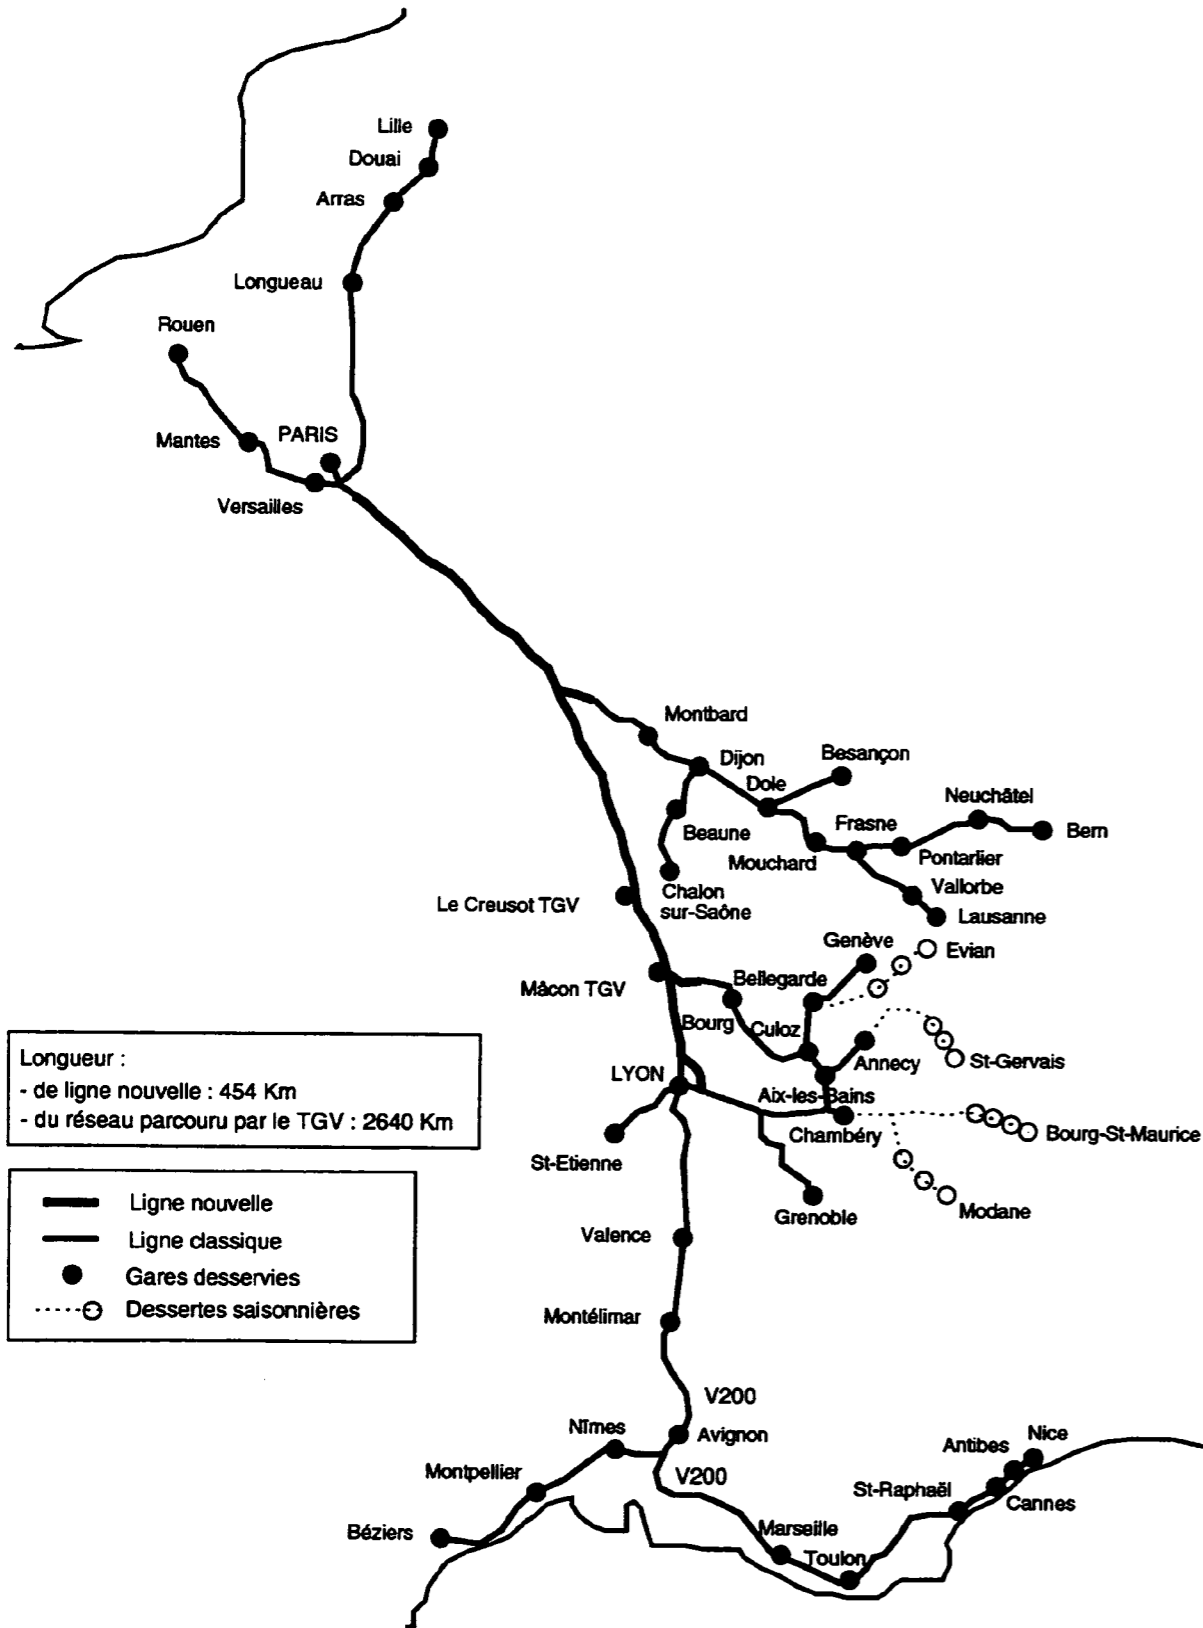 Lille
Douai
Arras
Longueau
Rouen
Mantes
PARIS
Versailles
Montbard
Dijon
Besançon
Dole
Neuchâtel
Beaune
Frasne
Bern
Mouchard
Pontarlier
Chalon
sur-Saône
Vallorbe
Le Creusot TGV
Lausanne
Genève
Evian
Bellegarde
Mâcon TGV
Bourg
Culoz
Annecy
St-Gervais
LYON
Aix-les-Bains
Chambéry
Bourg-St-Maurice
St-Etienne
Grenoble
Modane
Longueur :
- de ligne nouvelle : 454 Km
- du réseau parcouru par le TGV : 2640 Km
Ligne nouvelle
Ligne classique
Gares desservies
Dessertes saisonnières
Valence
Montélimar
V200
Nîmes
Avignon
Antibes
Nice
Montpellier
V200
St-Raphaël
Cannes
Béziers
Marseille
Toulon